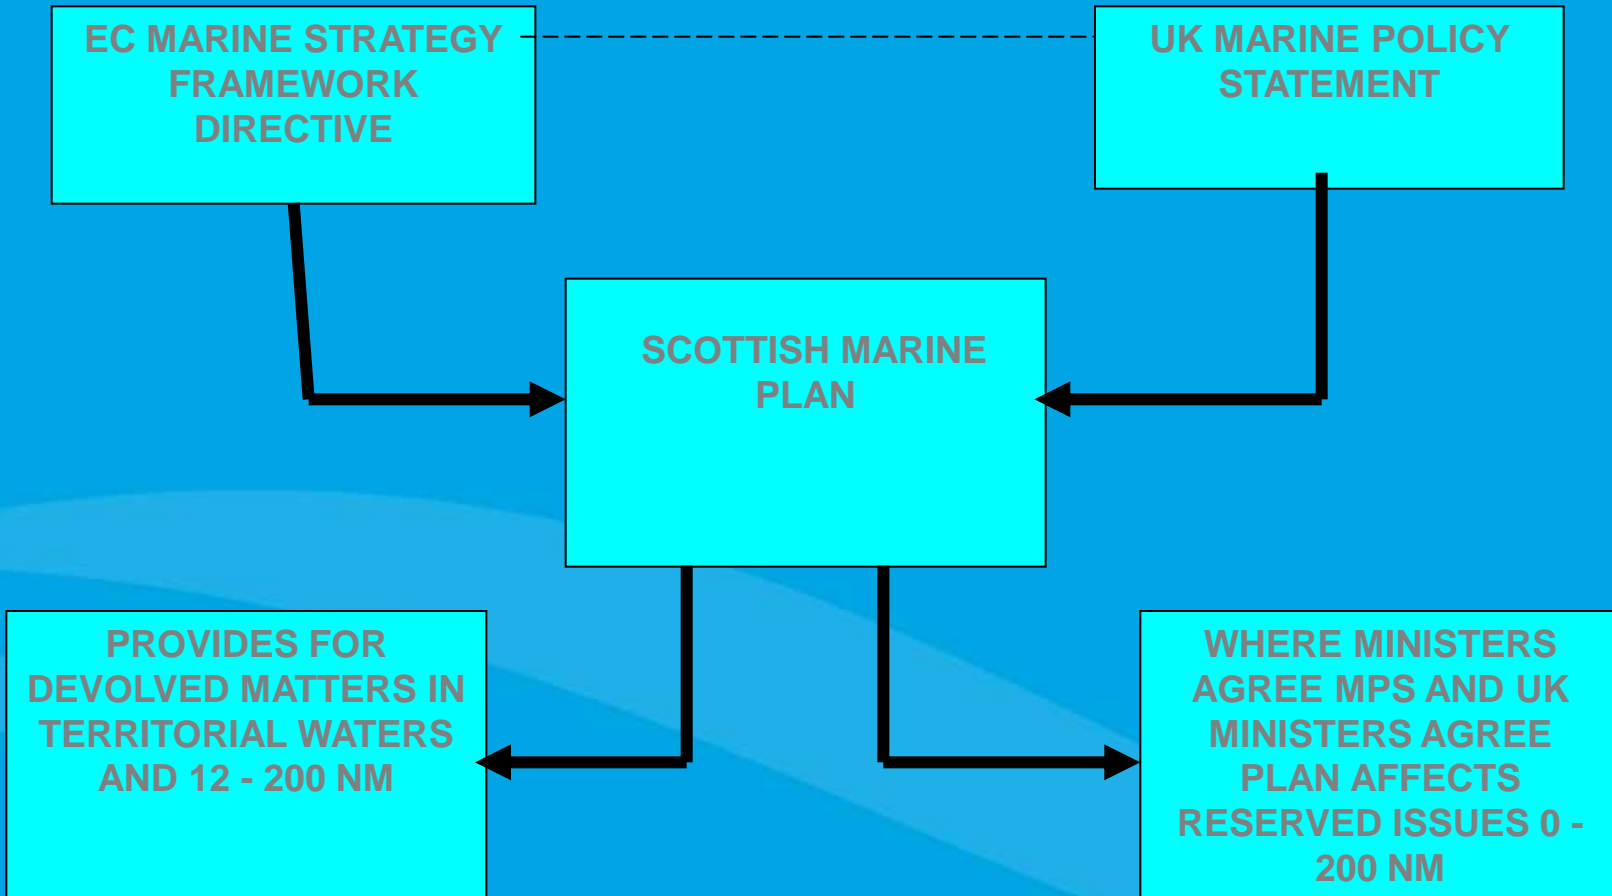 EC MARINE STRATEGY
FRAMEWORK
DIRECTIVE
UK MARINE POLICY
STATEMENT
SCOTTISH MARINE
PLAN
PROVIDES FOR
DEVOLVED MATTERS IN
TERRITORIAL WATERS
AND 12 - 200 NM
WHERE MINISTERS
AGREE MPS AND UK
MINISTERS AGREE
PLAN AFFECTS
RESERVED ISSUES 0 -
200 NM